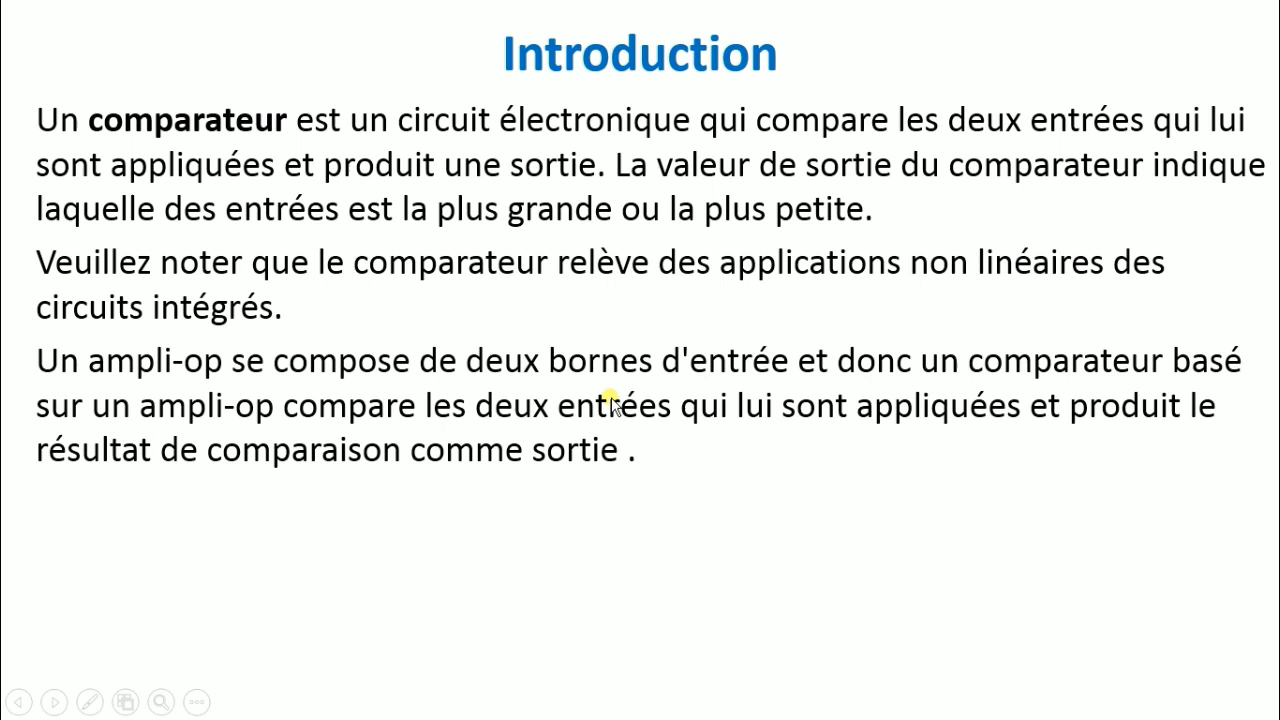 Introduction
Un comparateur est un circuit électronique qui compare les deux entrées qui lui
sont appliquées et produit une sortie. La valeur de sortie du comparateur indique
laquelle des entrées est la plus grande ou la plus petite.
Veuillez noter que le comparateur relève des applications non linéaires des
circuits intégrés.
Un ampli-op se compose de deux bornes d'entrée et donc un comparateur basé
sur un ampli-op compare les deux entrées qui lui sont appliquées et produit le
résultat de comparaison comme sortie .